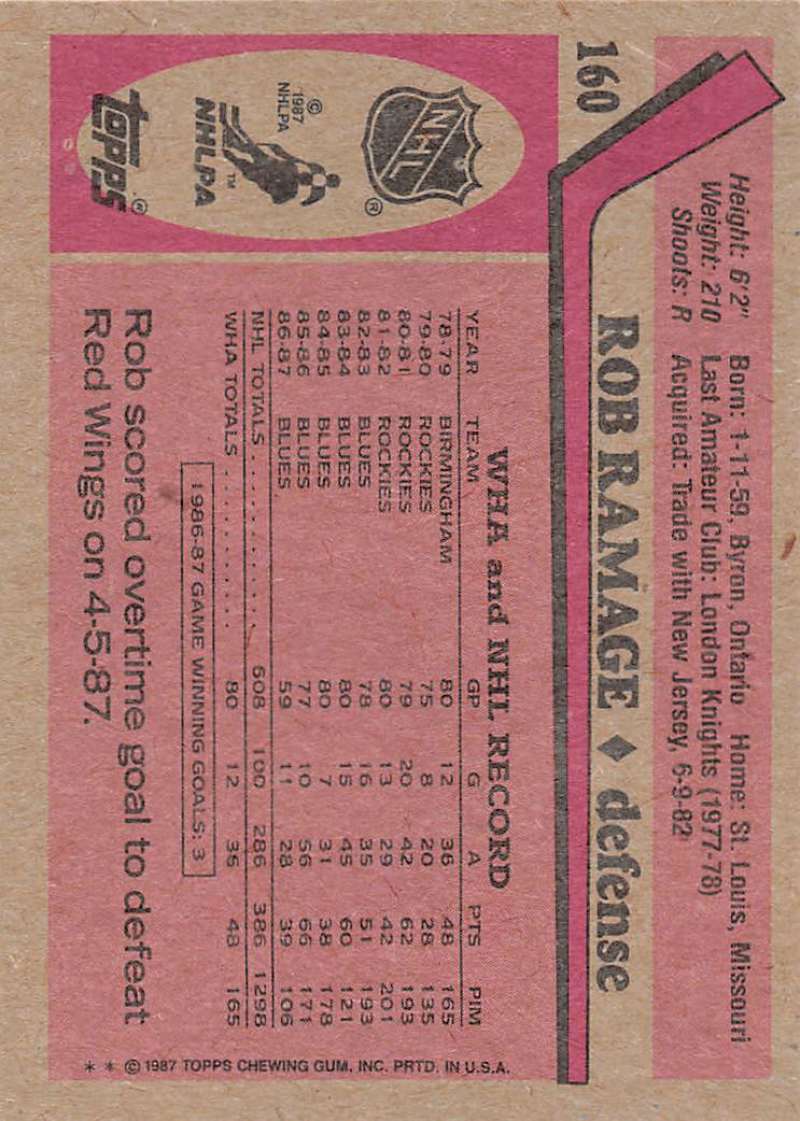 160
Height: 6'2" Born: 1-11-59, Byron, Ontario Home: St. Louis, Missouri
Weight: 210 Last Amateur Club: London Knights (1977-78)
Shoots: R Acquired: Trade with New Jersey, 6-9-82
ROB RAMAGE ♦ defense
NHL ®
© 1987 NHLPA
™
NHLPA
TOPPS ®
WHA and NHL RECORD
YEAR TEAM GP G A PTS PIM
78-79 BIRMINGHAM 80 12 36 48 165
79-80 ROCKIES 75 8 20 28 135
80-81 ROCKIES 79 20 42 62 193
81-82 ROCKIES 80 13 29 42 201
82-83 BLUES 78 16 35 51 193
83-84 BLUES 80 15 45 60 121
84-85 BLUES 80 7 31 38 178
85-86 BLUES 77 10 56 66 171
86-87 BLUES 59 11 28 39 106
NHL TOTALS . . . . . . . . . . . 608 100 286 386 1298
WHA TOTALS . . . . . . . . . . . 80 12 36 48 165
1986-87 GAME WINNING GOALS: 3
Rob scored overtime goal to defeat
Red Wings on 4-5-87.
* * © 1987 TOPPS CHEWING GUM, INC. PRTD. IN U.S.A.